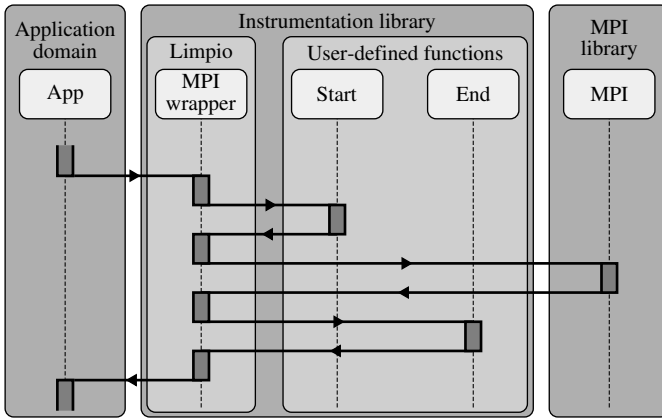 Application
domain
Instrumentation library
MPI
library
Limpio
User-defined functions
App
MPI
wrapper
Start
End
MPI